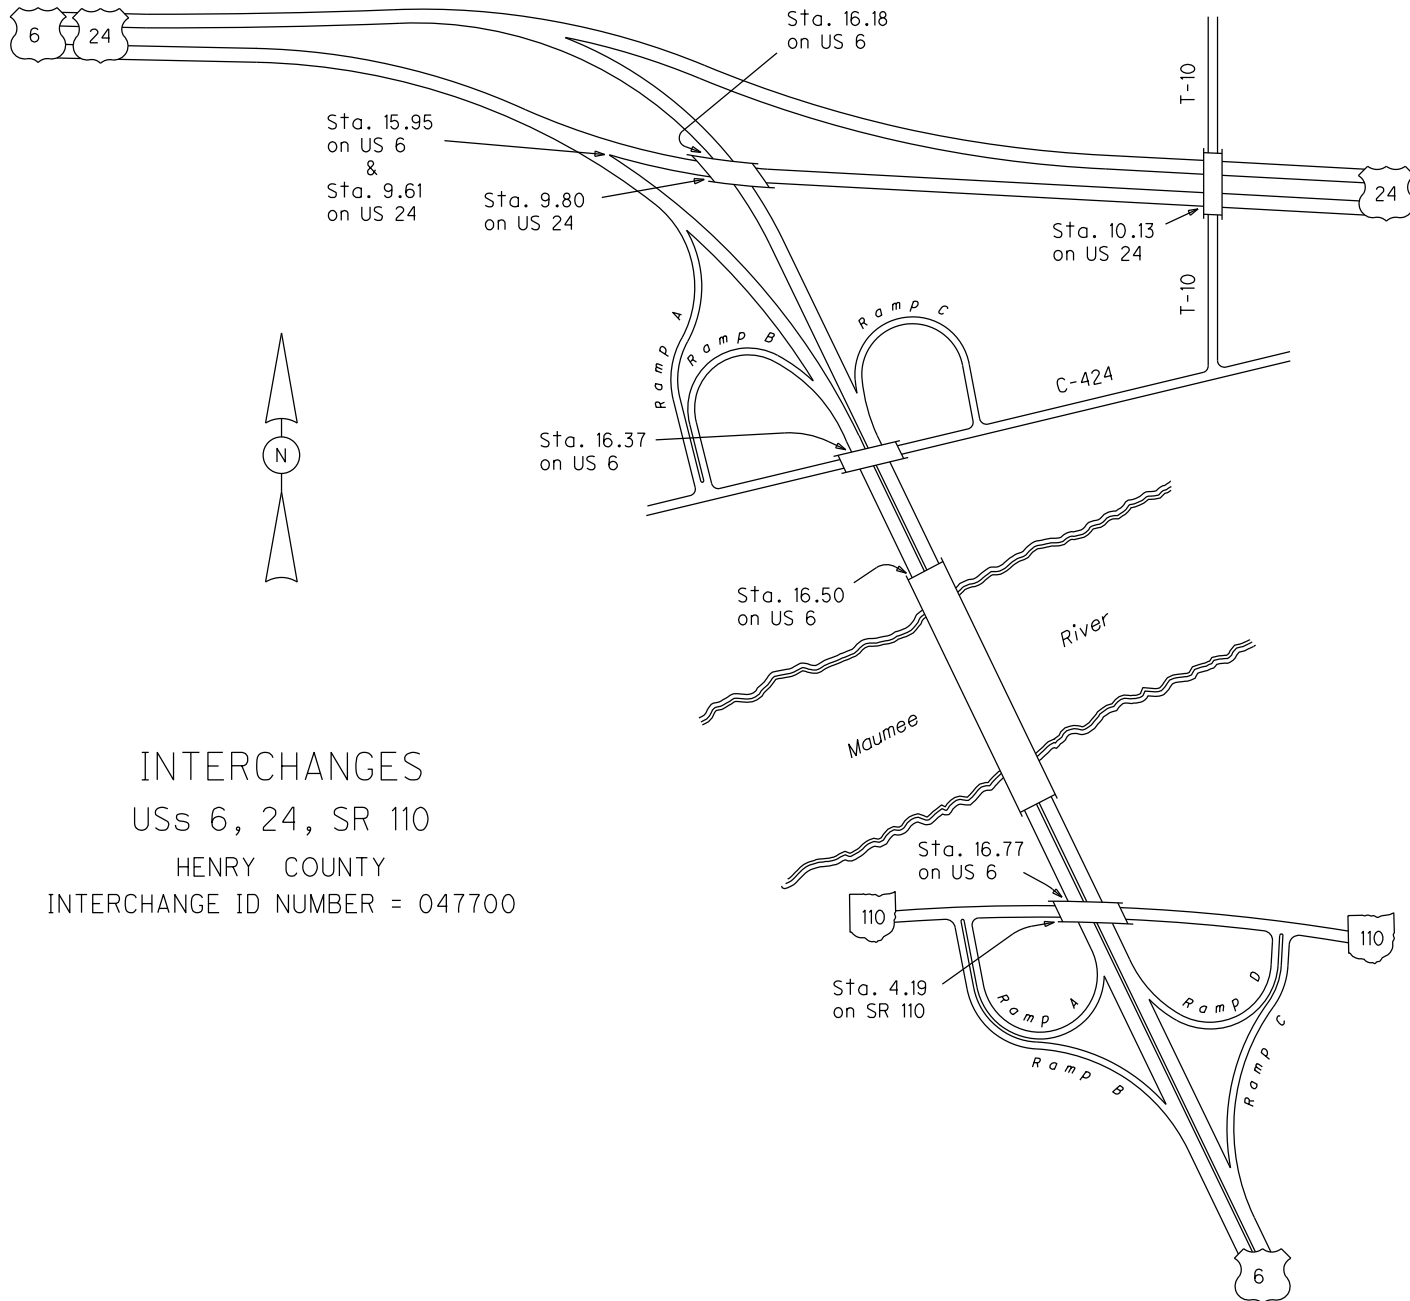 6
24
Sta. 16.18
on US 6
T-10
Sta. 15.95
on US 6
&
Sta. 9.61
on US 24
Sta. 9.80
on US 24
24
Sta. 10.13
on US 24
T-10
Ramp A
Ramp B
Ramp C
C-424
N
Sta. 16.37
on US 6
Sta. 16.50
on US 6
River
Maumee
INTERCHANGES
USs 6, 24, SR 110
HENRY COUNTY
INTERCHANGE ID NUMBER = 047700
Sta. 16.77
on US 6
110
110
Sta. 4.19
on SR 110
Ramp A
Ramp D
Ramp B
Ramp C
6